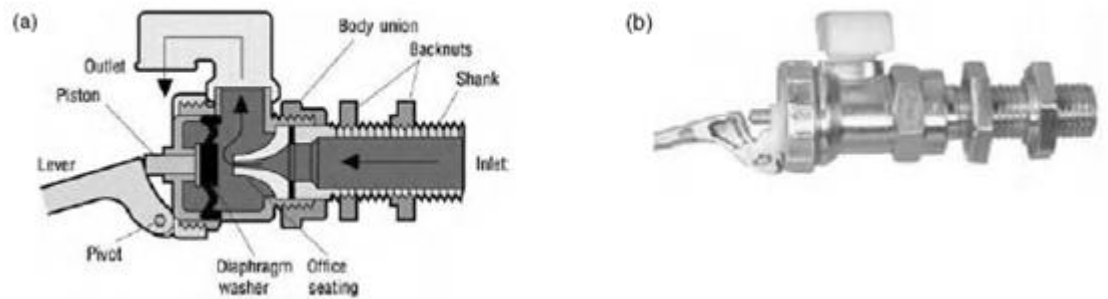 (a)
Body union
Backnuts
Shank
Outlet
Piston
Lever
Inlet
Pivot
Diaphragm
washer
Office
seating
(b)